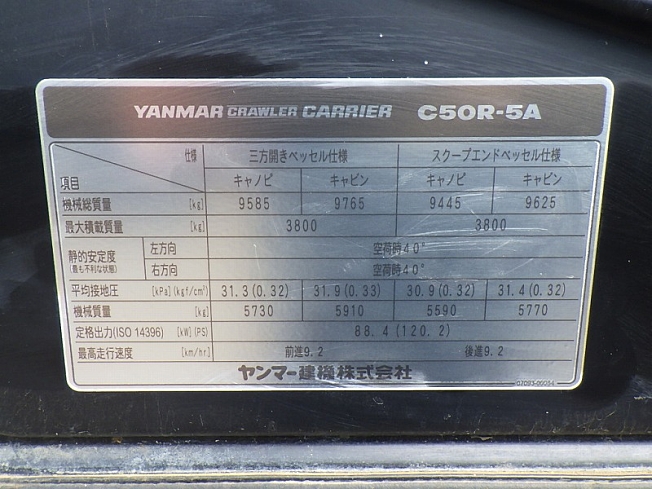 YANMAR CRAWLER CARRIER C50R-5A
仕様 三方開きベッセル仕様 スクープエンドベッセル仕様
項目 キャノピ キャビン キャノピ キャビン
機械総質量 [kg] 9585 9765 9445 9625
最大積載質量 [kg] 3800 3800
静的安定度 (最も不利な状態) 左方向 空荷時40°
右方向 空荷時40°
平均接地圧 [kPa] (kgf/cm²) 31.3(0.32) 31.9(0.33) 30.9(0.32) 31.4(0.32)
機械質量 [kg] 5730 5910 5590 5770
定格出力(ISO 14396) [kW] (PS) 88.4(120.2)
最高走行速度 [km/hr] 前進9.2 後進9.2
ヤンマー建機株式会社